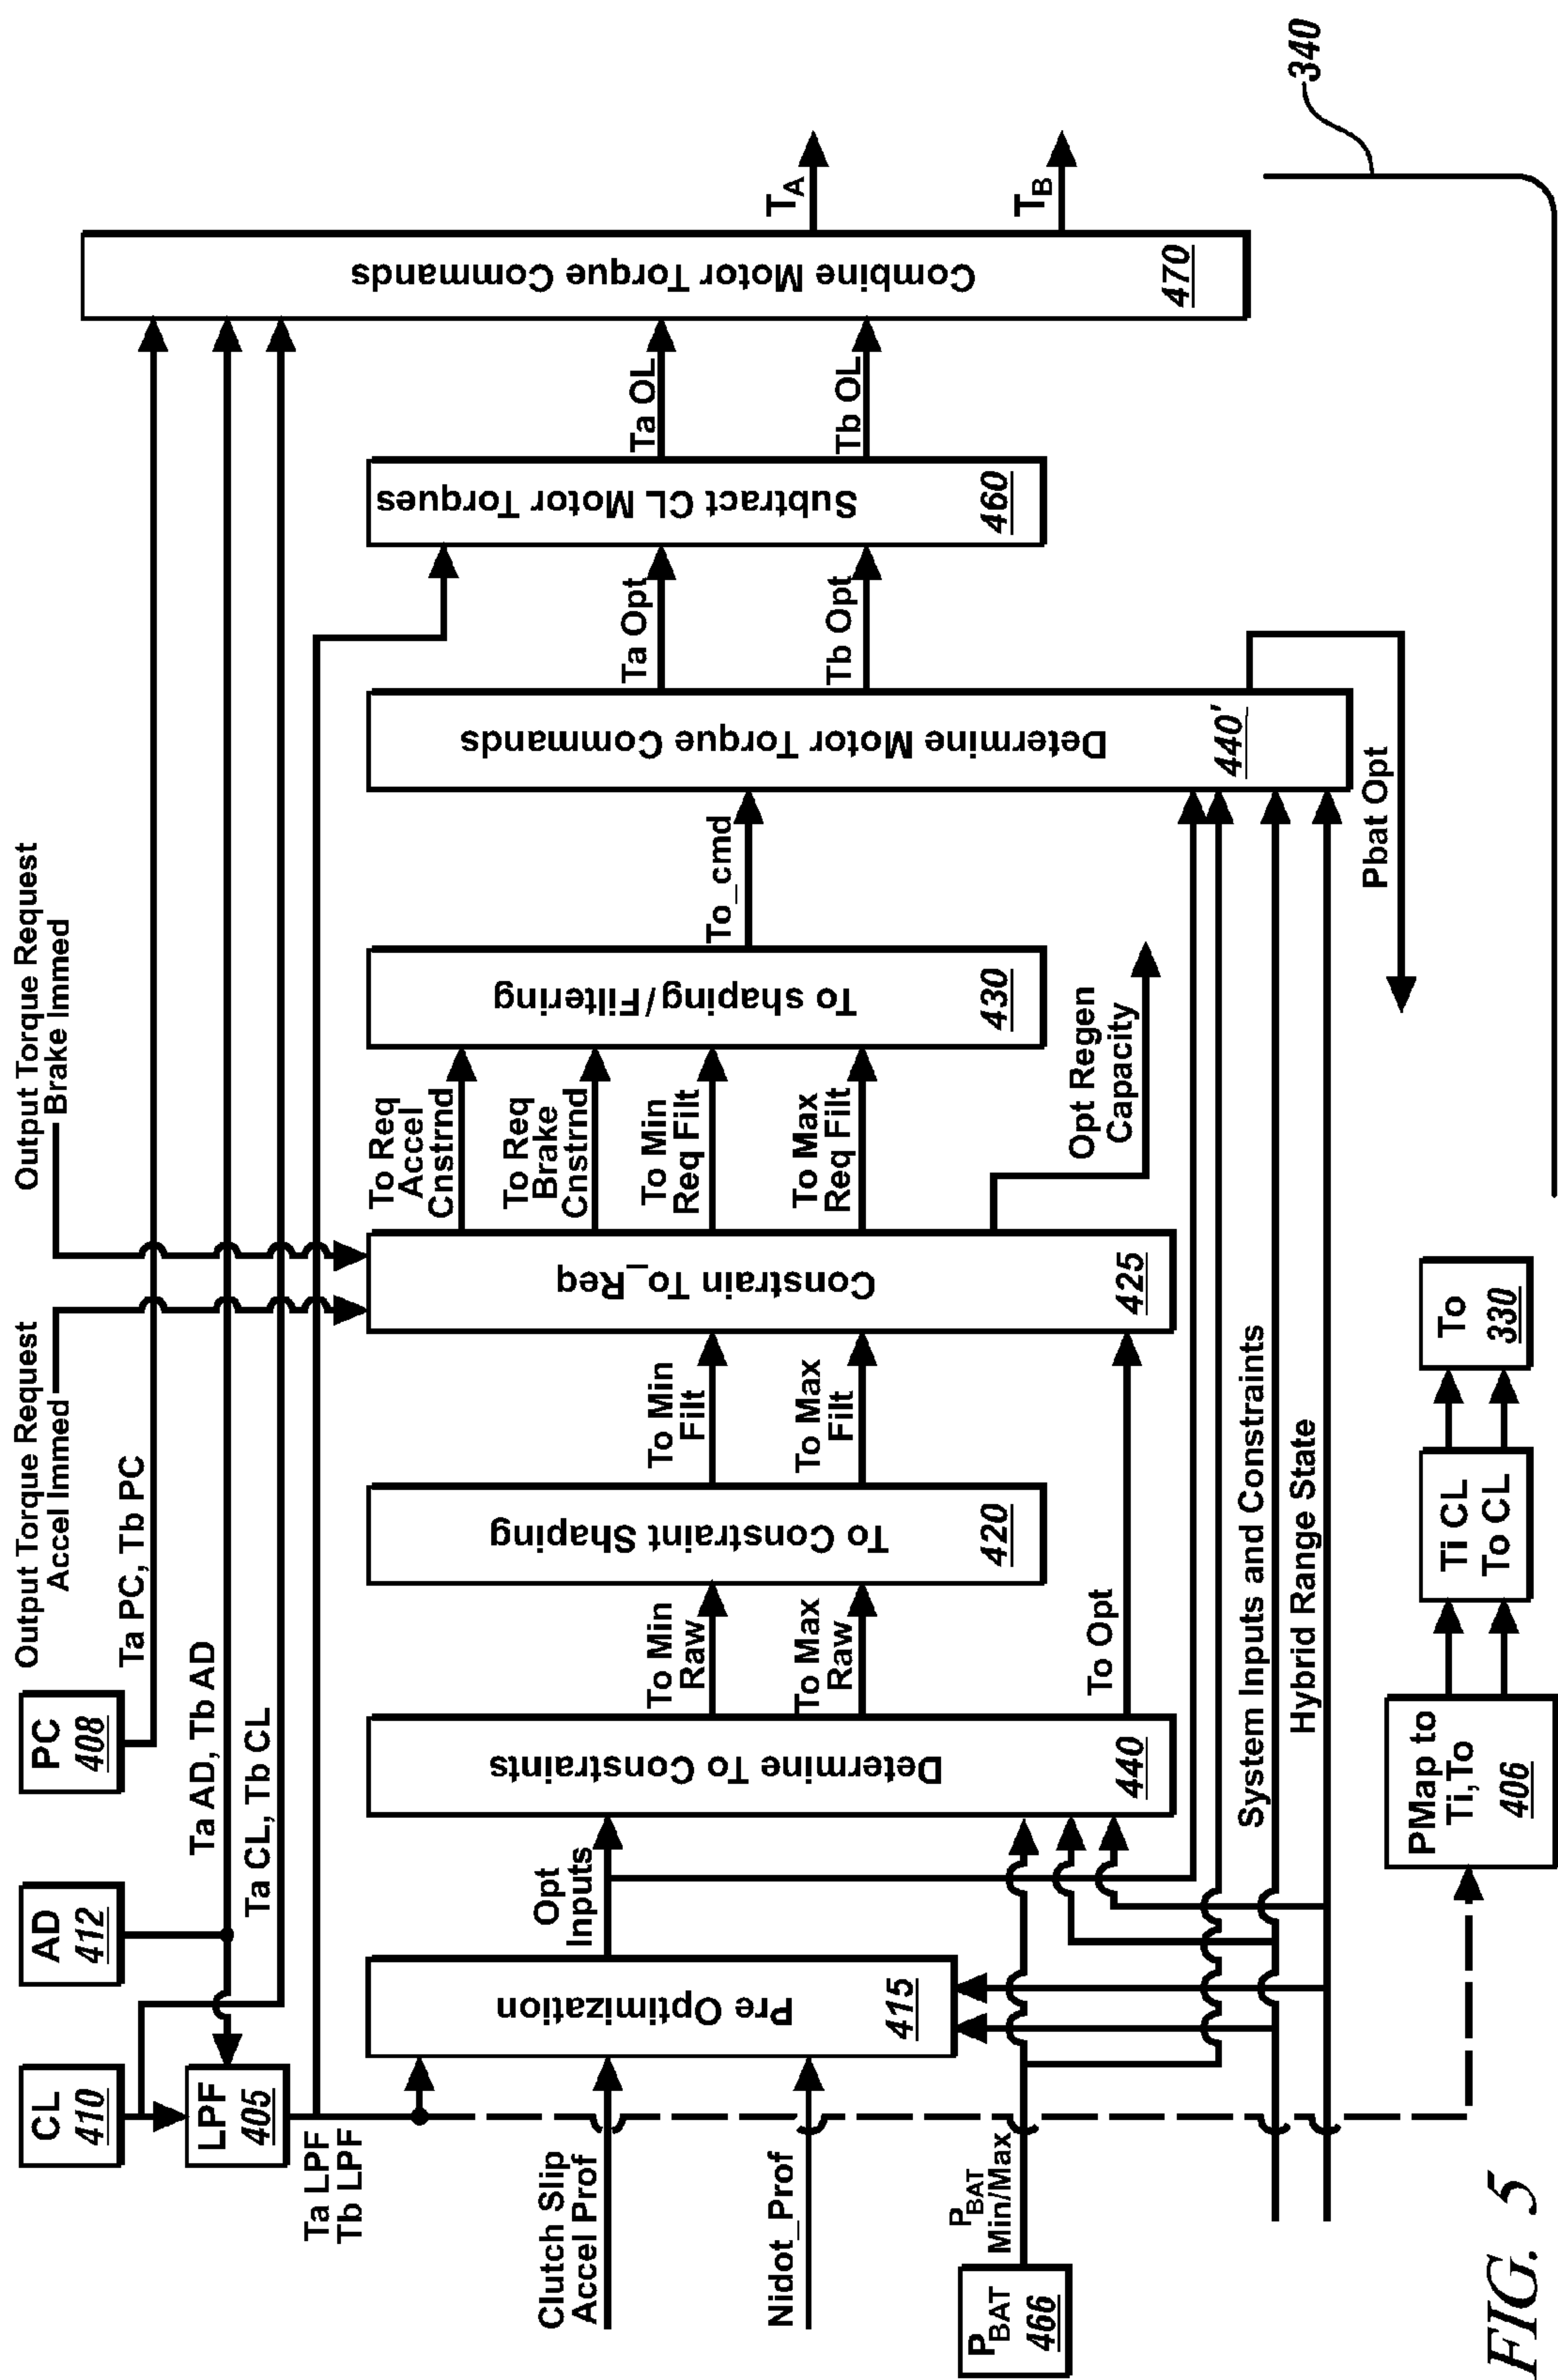 CL
410
AD
412
PC
408
LPF
405
Ta LPF
Tb LPF
Ta AD, Tb AD
Ta CL, Tb CL
Ta PC, Tb PC
Output Torque Request
Accel Immed
Output Torque Request
Brake Immed
Clutch Slip
Accel Prof
Nidot_Prof
PBAT
466
PBAT
Min/Max
Pre Optimization
415
Opt
Inputs
Determine To Constraints
440
To Min
Raw
To Max
Raw
To Opt
To Constraint Shaping
420
To Min
Filt
To Max
Filt
Constrain To_Req
425
To Req
Accel
Cnstrnd
To Req
Brake
Cnstrnd
To Min
Req Filt
To Max
Req Filt
Opt Regen
Capacity
To shaping/Filtering
430
To_cmd
Determine Motor Torque Commands
440'
Ta Opt
Tb Opt
Pbat Opt
Subtract CL Motor Torques
460
Ta OL
Tb OL
Combine Motor Torque Commands
470
TA
TB
340
System Inputs and Constraints
Hybrid Range State
PMap to
Ti,To
406
Ti CL
To CL
To
330
FIG. 5